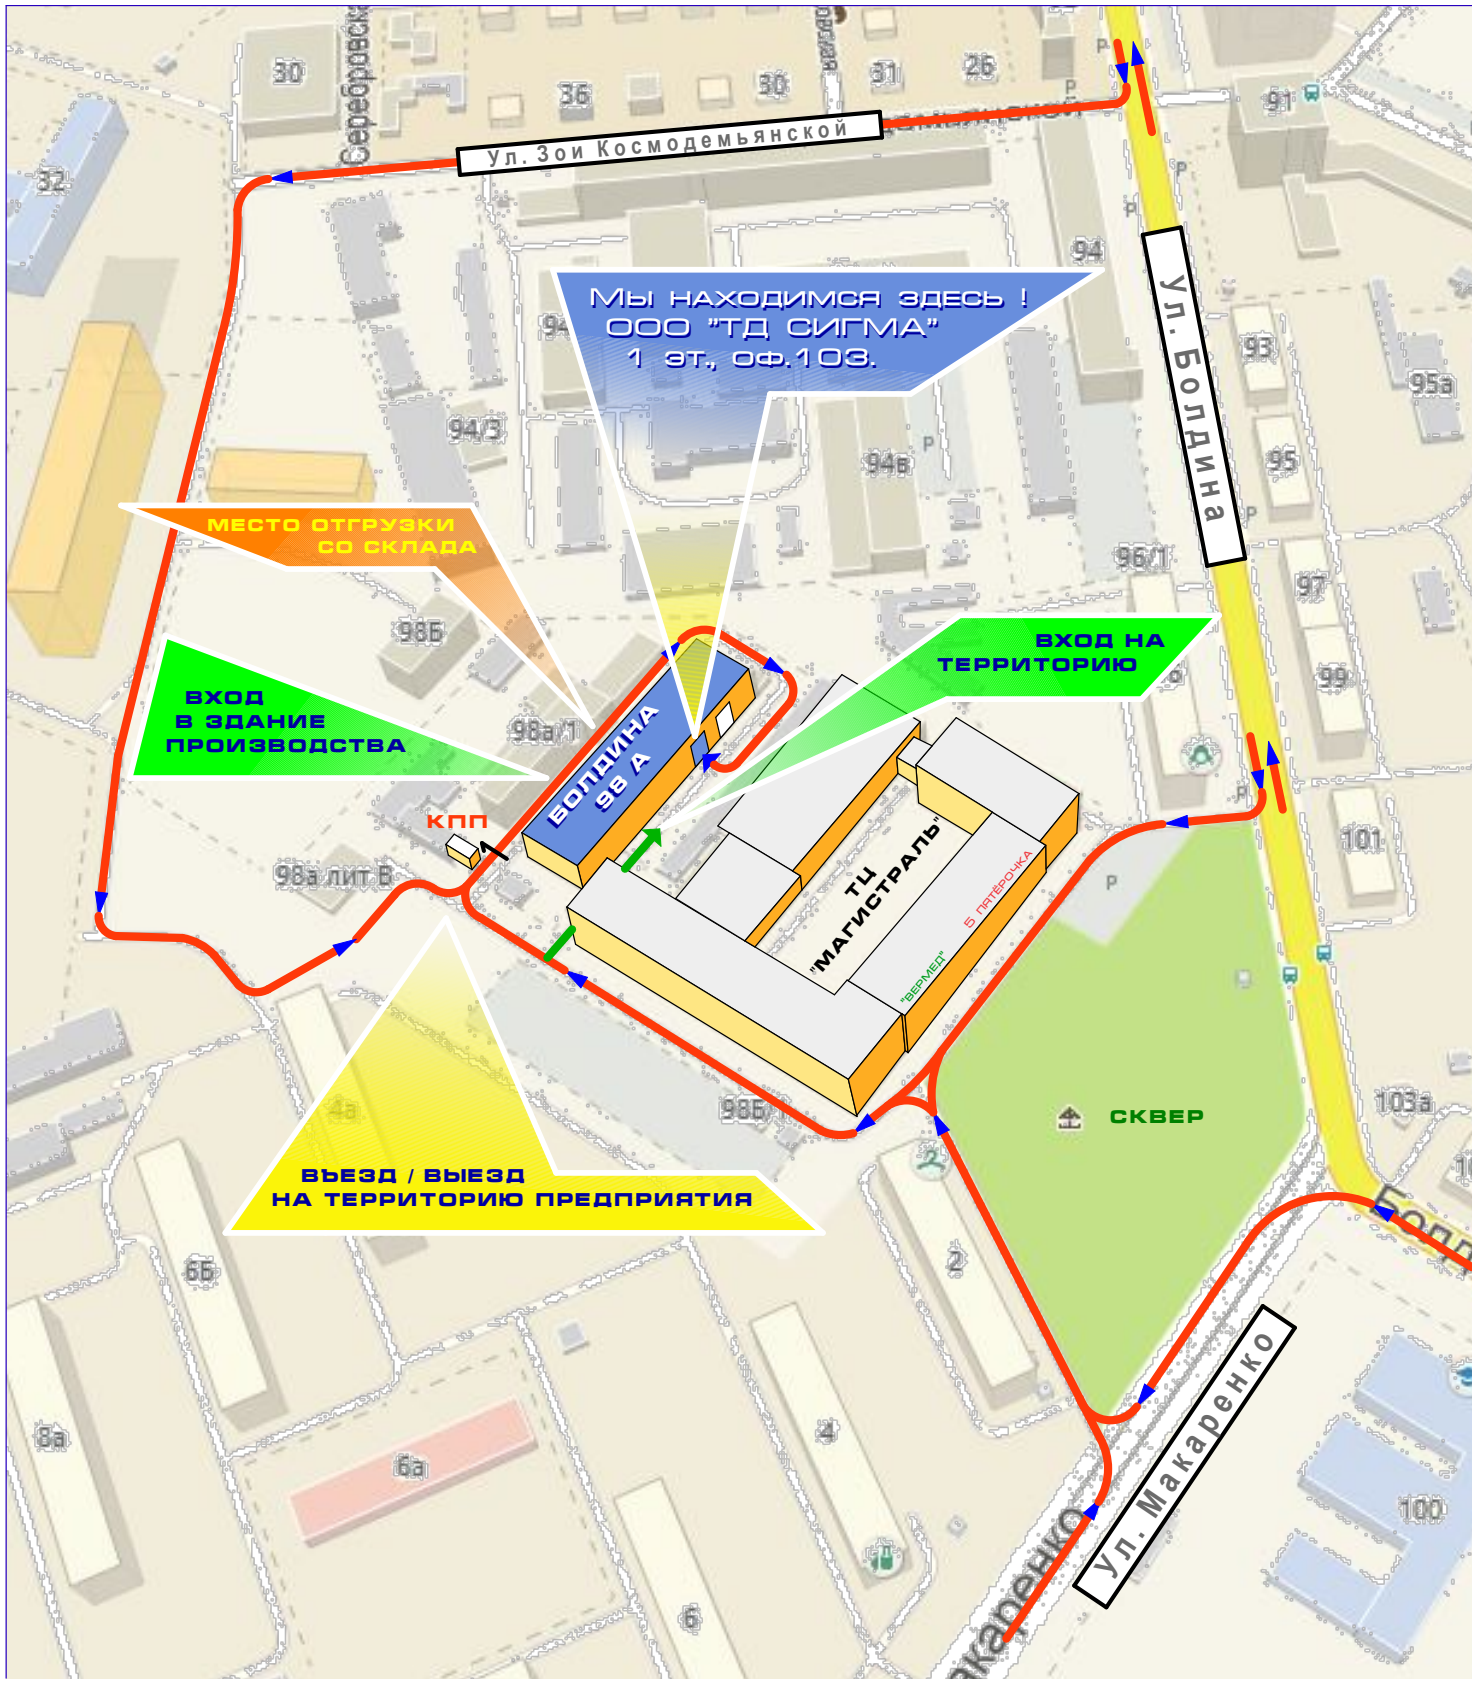 30
Серебровска
36
30
31
26
Р
91
32
Ул. Зои Космодемьянской
Р
Р
Р
94
Ул. Болдина
Мы находимся здесь !
ООО "ТД СИГМА"
1 эт., оф.103.
93
95а
94/3
94в
Р
95
Р
МЕСТО ОТГРУЗКИ
СО СКЛАДА
96/1
97
98Б
ВХОД НА
ТЕРРИТОРИЮ
99
ВХОД
В ЗДАНИЕ
ПРОИЗВОДСТВА
98а/1
БОЛДИНА
98 А
КПП
Р
101
98а лит В
ТЦ
"МАГИСТРАЛЬ"
5 ПЯТЁРОЧКА
"ВЕРМЕД"
Р
4а
98Б
СКВЕР
103а
ВЪЕЗД / ВЫЕЗД
НА ТЕРРИТОРИЮ ПРЕДПРИЯТИЯ
Болд
6Б
2
8а
6а
4
Ул. Макаренко
100
акаренко
6